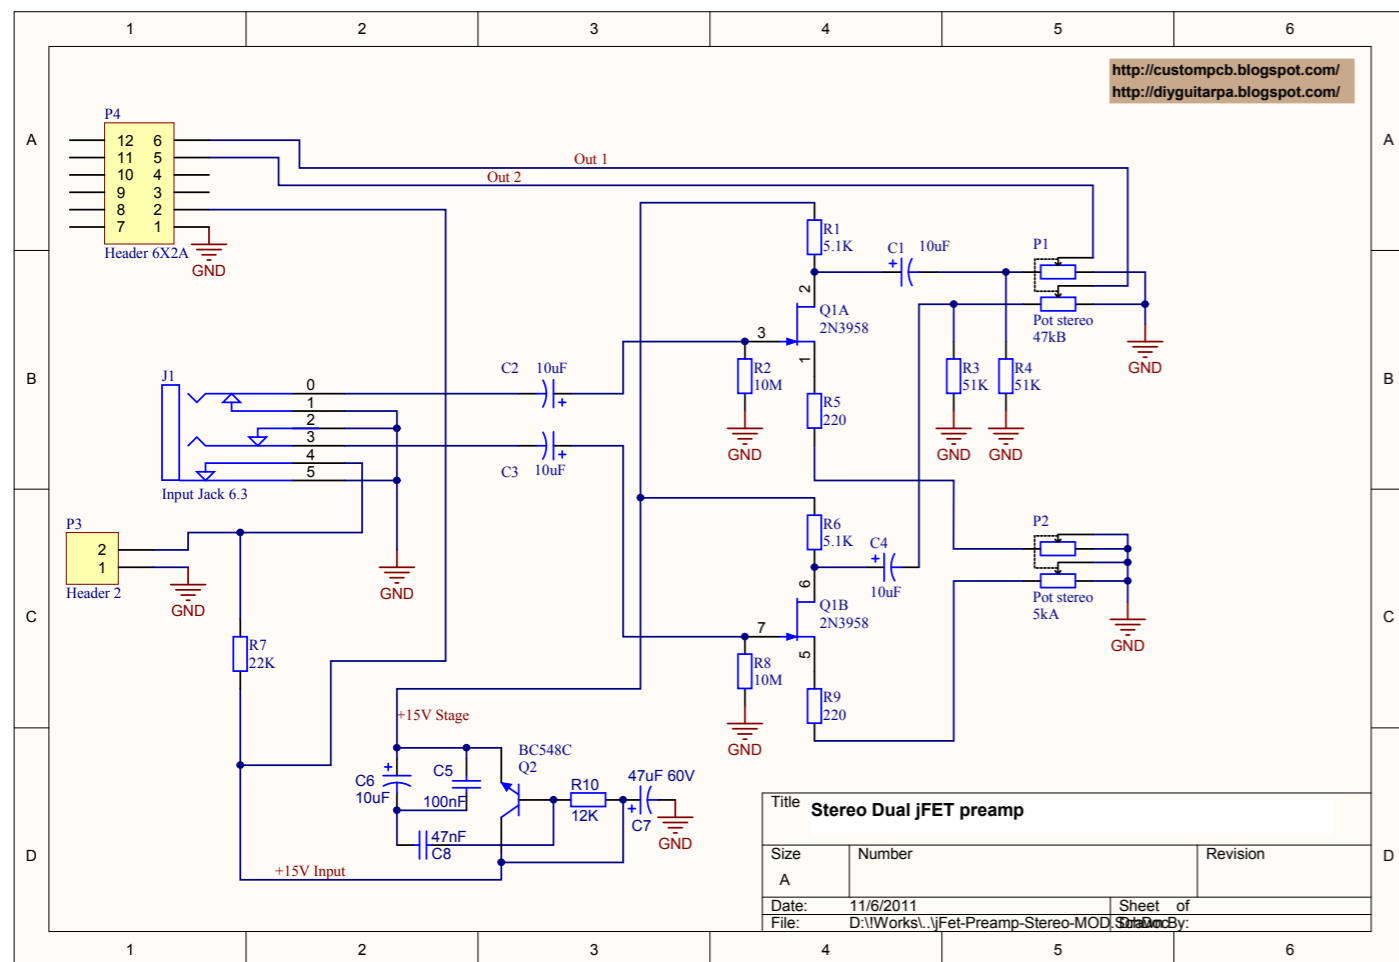 1 2 3 4 5 6
http://custompcb.blogspot.com/
http://diyguitarpa.blogspot.com/
A A
P4
12 6
11 5
10 4
9 3
8 2
7 1
Header 6X2A
GND
Out 1
Out 2
R1
5.1K
C1 10uF
P1
2
Q1A
2N3958
3
1
Pot stereo
47kB
GND
B B
C2 10uF
R2
10M
R3
51K
R4
51K
R5
220
GND
GND
GND
J1
0
1
2
3
4
5
Input Jack 6.3
C3 10uF
R6
5.1K
C4
10uF
P2
P3
2
1
Header 2
GND
GND
6
Q1B
2N3958
7
5
Pot stereo
5kA
GND
C C
R7
22K
R8
10M
R9
220
GND
+15V Stage
BC548C
Q2
C6
10uF
C5
100nF
R10
12K
47uF 60V
C7
GND
47nF
C8
+15V Input
D D
Title Stereo Dual jFET preamp
Size Number Revision
A
Date: 11/6/2011 Sheet of
File: D:\!Works\..\jFet-Preamp-Stereo-MOD.SchDoc By:
1 2 3 4 5 6